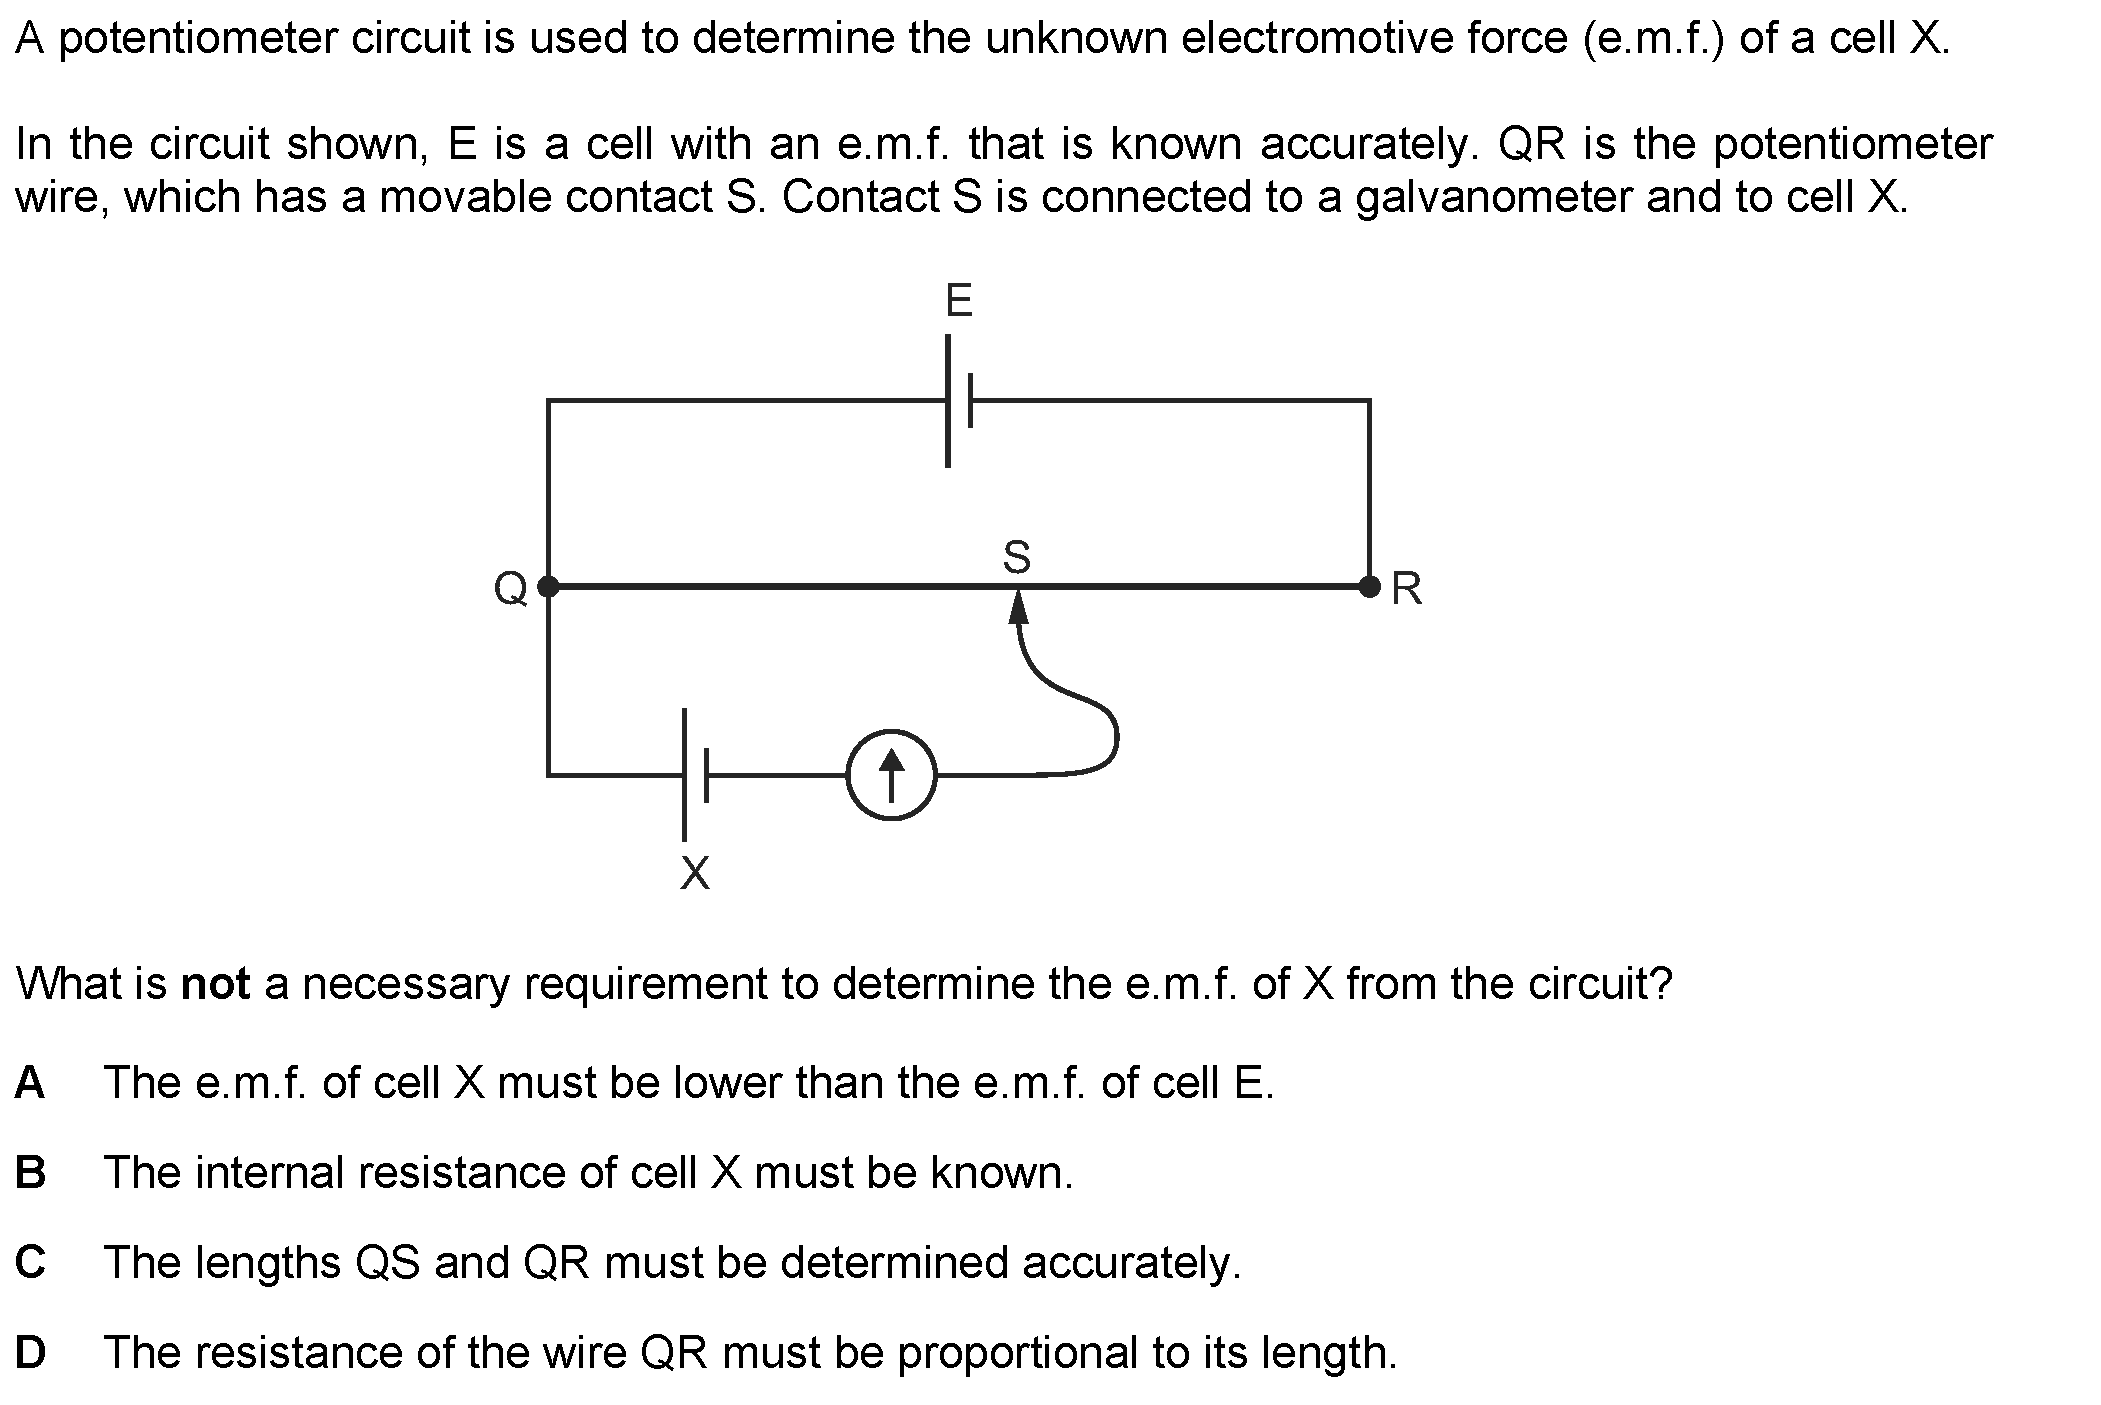 A potentiometer circuit is used to determine the unknown electromotive force (e.m.f.) of a cell X.
In the circuit shown, E is a cell with an e.m.f. that is known accurately. QR is the potentiometer
wire, which has a movable contact S. Contact S is connected to a galvanometer and to cell X.
E
S
Q
R
X
What is not a necessary requirement to determine the e.m.f. of X from the circuit?
A The e.m.f. of cell X must be lower than the e.m.f. of cell E.
B The internal resistance of cell X must be known.
C The lengths QS and QR must be determined accurately.
D The resistance of the wire QR must be proportional to its length.